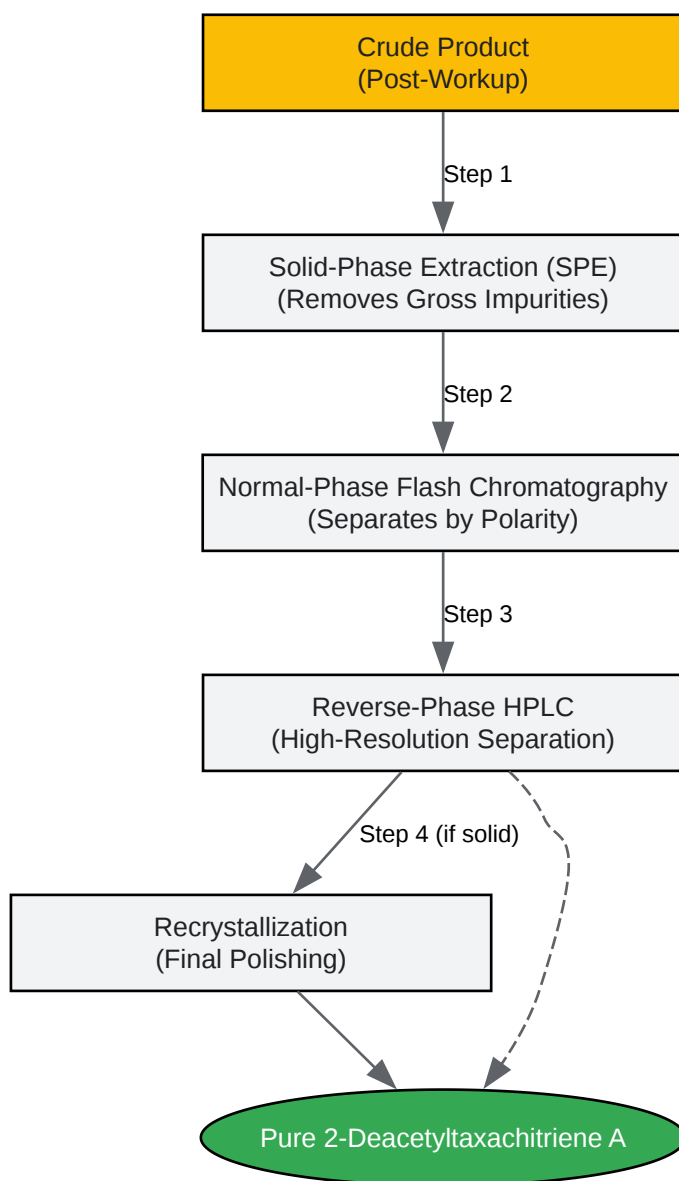 Crude Product
(Post-Workup)
Step 1
Solid-Phase Extraction (SPE)
(Removes Gross Impurities)
Step 2
Normal-Phase Flash Chromatography
(Separates by Polarity)
Step 3
Reverse-Phase HPLC
(High-Resolution Separation)
Step 4 (if solid)
Recrystallization
(Final Polishing)
Pure 2-Deacetyltaxachitriene A